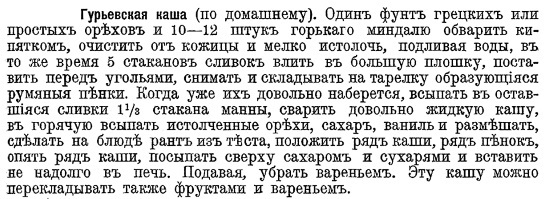 Гурьевская каша (по домашнему). Одинъ фунтъ грецкихъ или
простыхъ орѣховъ и 10—12 штукъ горькаго миндалю обварить ки-
пяткомъ, очистить отъ кожицы и мелко истолочь, подливая воды, въ
то же время 5 стакановъ сливокъ влить въ большую плошку, поста-
вить передъ угольями, снимать и складывать на тарелку образующіяся
румяныя пѣнки. Когда уже ихъ довольно наберется, всыпать въ остав-
шіяся сливки 1¹/₃ стакана манны, сварить довольно жидкую кашу,
въ горячую всыпать истолченные орѣхи, сахаръ, ваниль и размѣшать,
сдѣлать на блюдѣ рантъ изъ тѣста, положить рядъ каши, рядъ пѣнокъ,
опять рядъ каши, посыпать сверху сахаромъ и сухарями и вставить
не надолго въ печь. Подавая, убрать вареньемъ. Эту кашу можно
перекладывать также фруктами и вареньемъ.